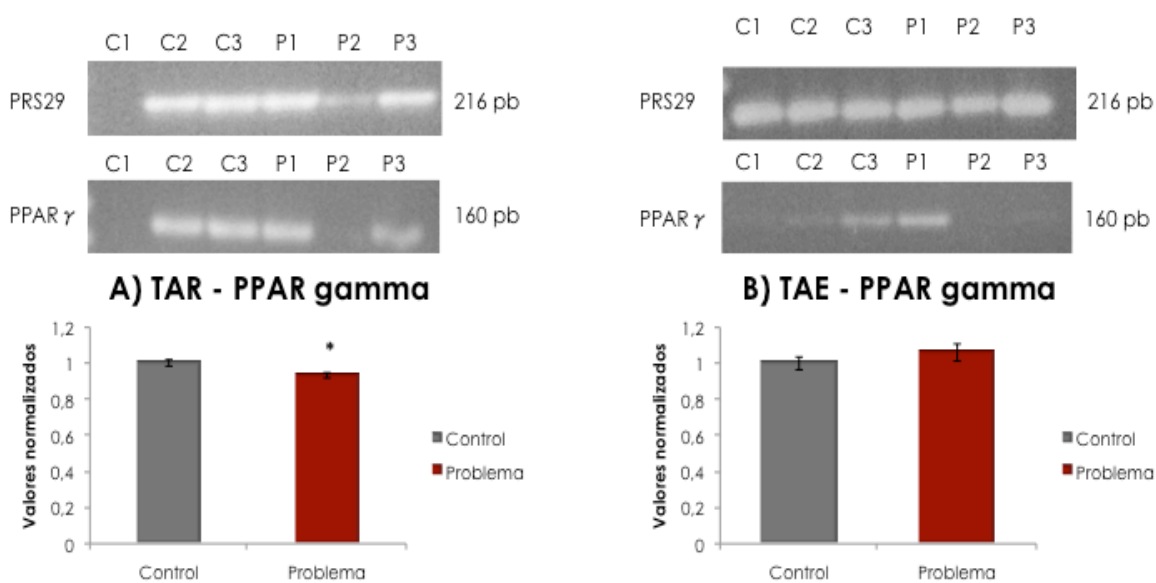 C1 C2 C3 P1 P2 P3
PRS29 216 pb
C1 C2 C3 P1 P2 P3
PPAR γ 160 pb
A) TAR - PPAR gamma
Valores normalizados
1,2
1
0,8
0,6
0,4
0,2
0
Control Problema
Control
Problema
C1 C2 C3 P1 P2 P3
PRS29 216 pb
C1 C2 C3 P1 P2 P3
PPAR γ 160 pb
B) TAE - PPAR gamma
Valores normalizados
1,2
1
0,8
0,6
0,4
0,2
0
Control Problema
Control
Problema